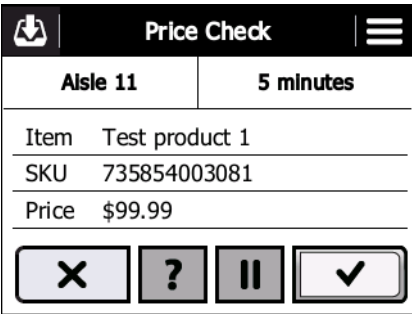 Price Check
Aisle 11 5 minutes
Item Test product 1
SKU 735854003081
Price $99.99
?